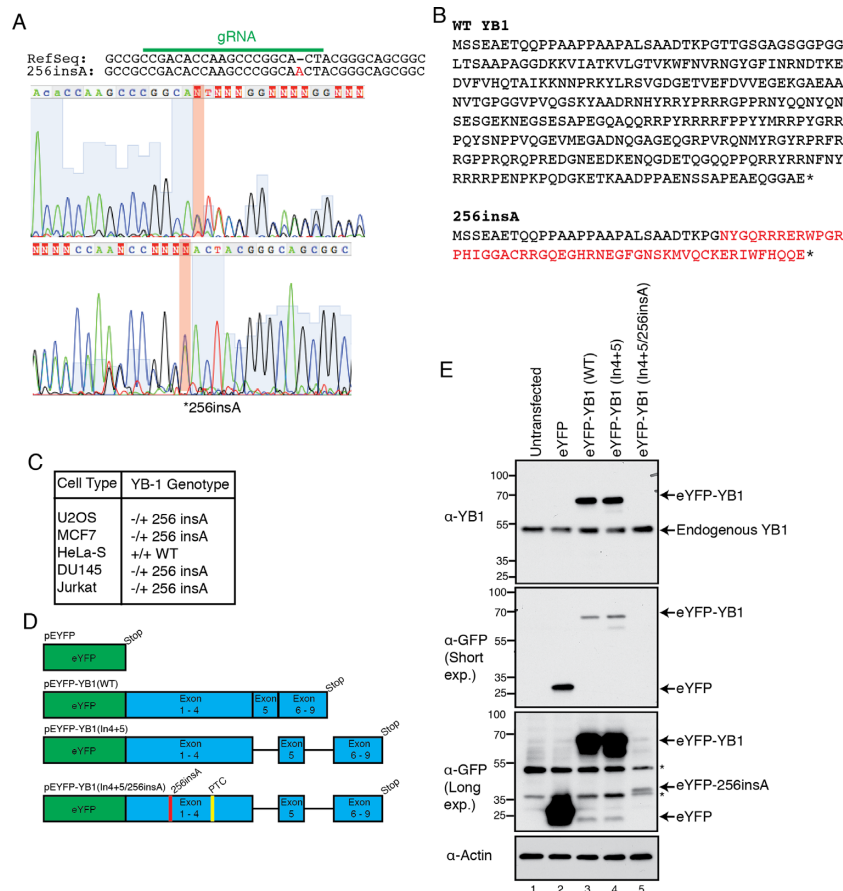 A
gRNA
RefSeq: GCCGCCGACACCAAGCCCGGCA-CTACGGGCAGCGGC
256insA: GCCGCCGACACCAAGCCCGGCAACTACGGGCAGCGGC
AcaCCAAGCCCGGCANTNNNGGNNNNGGNNN
NNNNCCAANCCNNNNACTACGGGCAGCGGC
*256insA
B
WT YB1
MSSEAETQQPPAAPPAAPALSAADTKPGTTGSGAGSGGPGG
LTSAAPAGGDKKVIATKVLGTVKWFNVRNGYGFINRNDTKE
DVFVHQTAIKKNNPRKYLRSVGDGETVEFDVVEGEKGAEAA
NVTGPGGVPVQGSKYAADRNHYRRYPRRRGPPRNYQQNYQN
SESGEKNEGSESAPEGQAQQRRPYRRRRFPPYYMRRPYGRR
PQYSNPPVQGEVMEGADNQGAGEQGRPVRQNMYRGYRPRFR
RGPPRQRQPREDGNEEDKENQGDETQGQQPPQRRYRRNFNY
RRRRPENPKPQDGKETKAADPPAENSSAPEAEQGGAE*
256insA
MSSEAETQQPPAAPPAAPALSAADTKPGNYGQRRRERWPGR
PHIGGACRRGQEGHRNEGFGNSKMVQCKERIWFHQQE*
C
Cell Type YB-1 Genotype
U2OS -/+ 256 insA
MCF7 -/+ 256 insA
HeLa-S +/+ WT
DU145 -/+ 256 insA
Jurkat -/+ 256 insA
D
pEYFP
Stop
eYFP
pEYFP-YB1(WT)
Stop
eYFP Exon 1 - 4 Exon 5 Exon 6 - 9
pEYFP-YB1(In4+5)
Stop
eYFP Exon 1 - 4 Exon 5 Exon 6 - 9
pEYFP-YB1(In4+5/256insA)
256insA
PTC
Stop
eYFP Exon 1 - 4 Exon 5 Exon 6 - 9
E
Untransfected
eYFP
eYFP-YB1 (WT)
eYFP-YB1 (In4+5)
eYFP-YB1 (In4+5/256insA)
α-YB1
100
70
55
35
25
eYFP-YB1
Endogenous YB1
α-GFP
(Short
exp.)
100
70
55
35
25
eYFP-YB1
eYFP
α-GFP
(Long
exp.)
70
55
35
25
eYFP-YB1
*
eYFP-256insA
*
eYFP
α-Actin
1 2 3 4 5